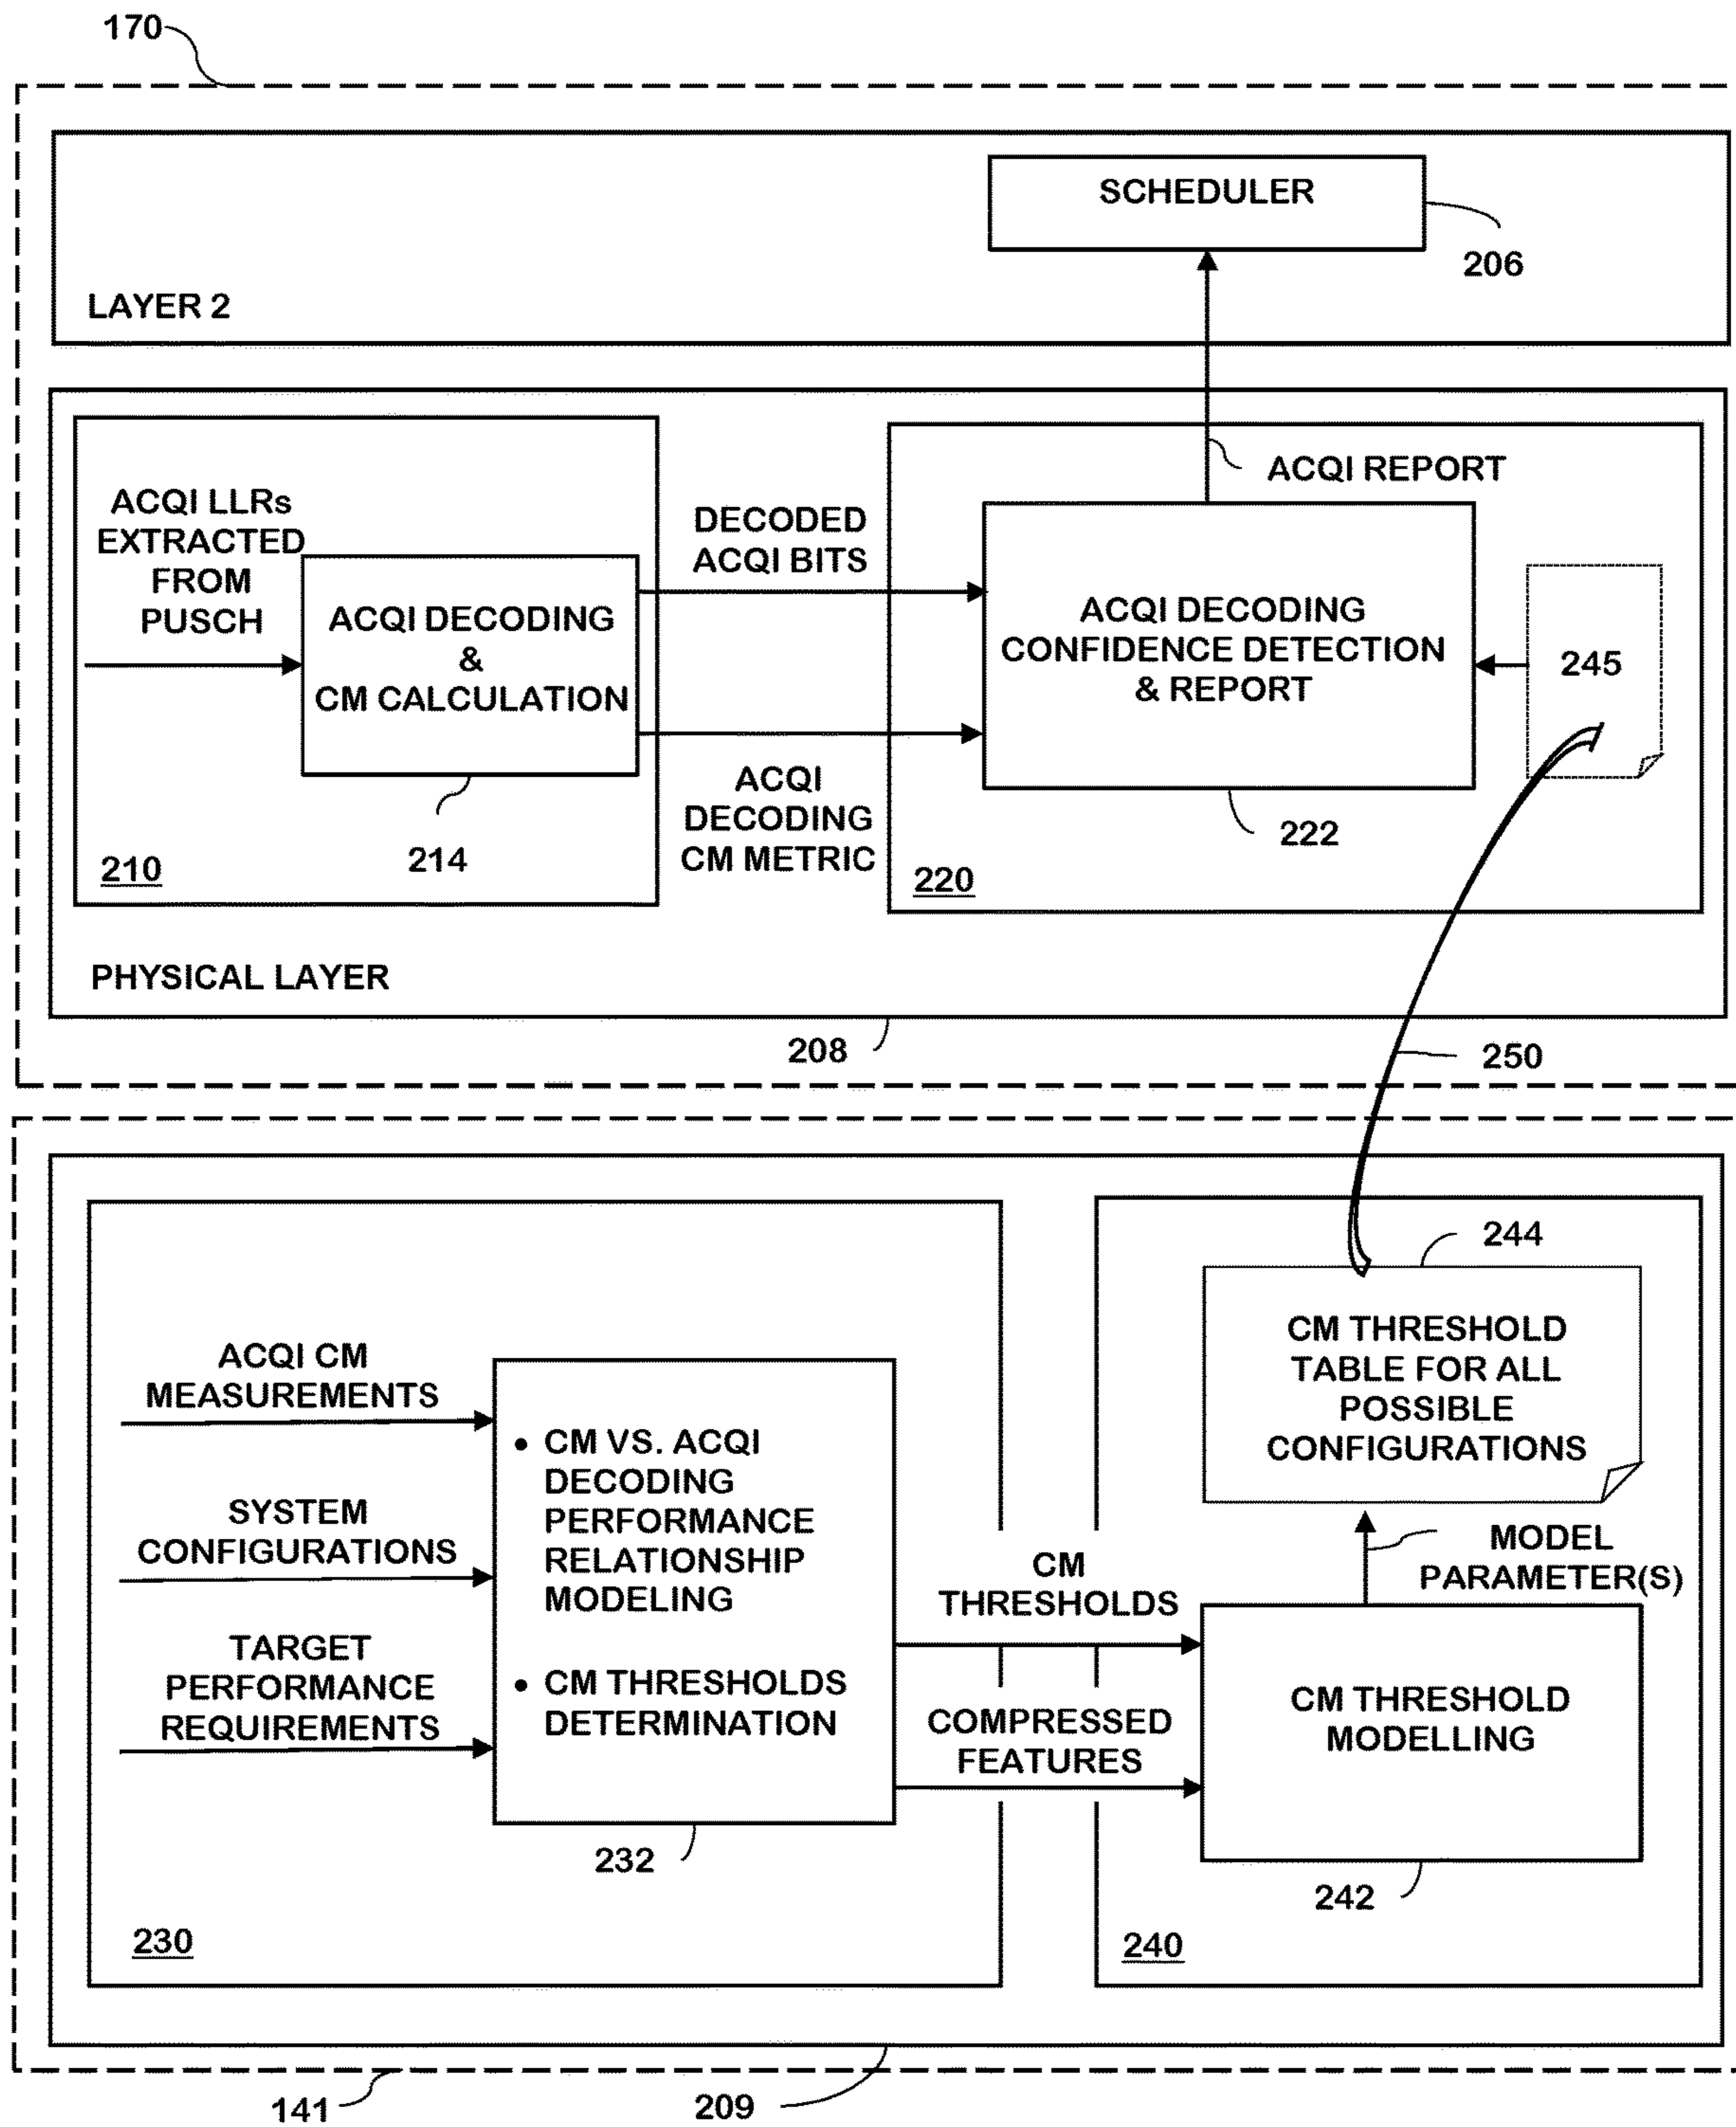 170
SCHEDULER
206
LAYER 2
ACQI REPORT
ACQI LLRs
EXTRACTED
FROM
PUSCH
DECODED
ACQI BITS
ACQI DECODING
&
CM CALCULATION
ACQI DECODING
CONFIDENCE DETECTION
& REPORT
245
ACQI
DECODING
CM METRIC
214
222
210
220
PHYSICAL LAYER
208
250
244
CM THRESHOLD
TABLE FOR ALL
POSSIBLE
CONFIGURATIONS
ACQI CM
MEASUREMENTS
SYSTEM
CONFIGURATIONS
TARGET
PERFORMANCE
REQUIREMENTS
• CM VS. ACQI
DECODING
PERFORMANCE
RELATIONSHIP
MODELING
• CM THRESHOLDS
DETERMINATION
MODEL
PARAMETER(S)
CM
THRESHOLDS
COMPRESSED
FEATURES
CM THRESHOLD
MODELLING
232
242
230
240
141
209